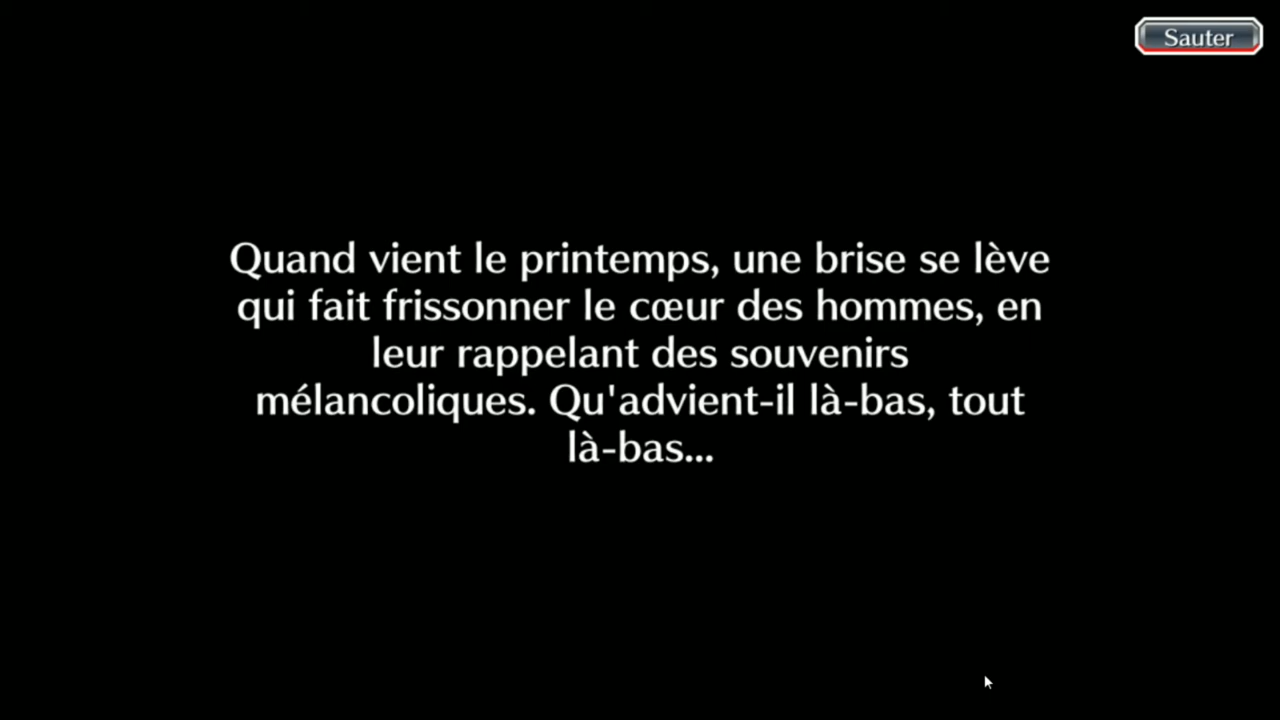 Sauter
Quand vient le printemps, une brise se lève
qui fait frissonner le cœur des hommes, en
leur rappelant des souvenirs
mélancoliques. Qu'advient-il là-bas, tout
là-bas...